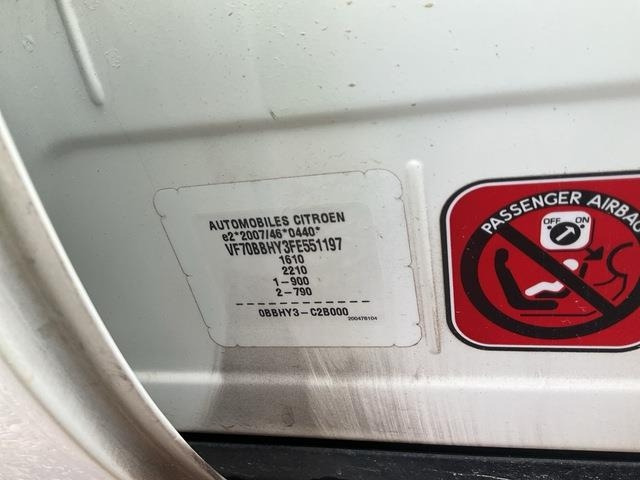 AUTOMOBILES CITROEN
e2*2007/46*0440*
VF70BBHY3FE551197
1610
2210
1-900
2-790
0BBHY3-C2B000
200478104
PASSENGER AIRBAG
OFF ON